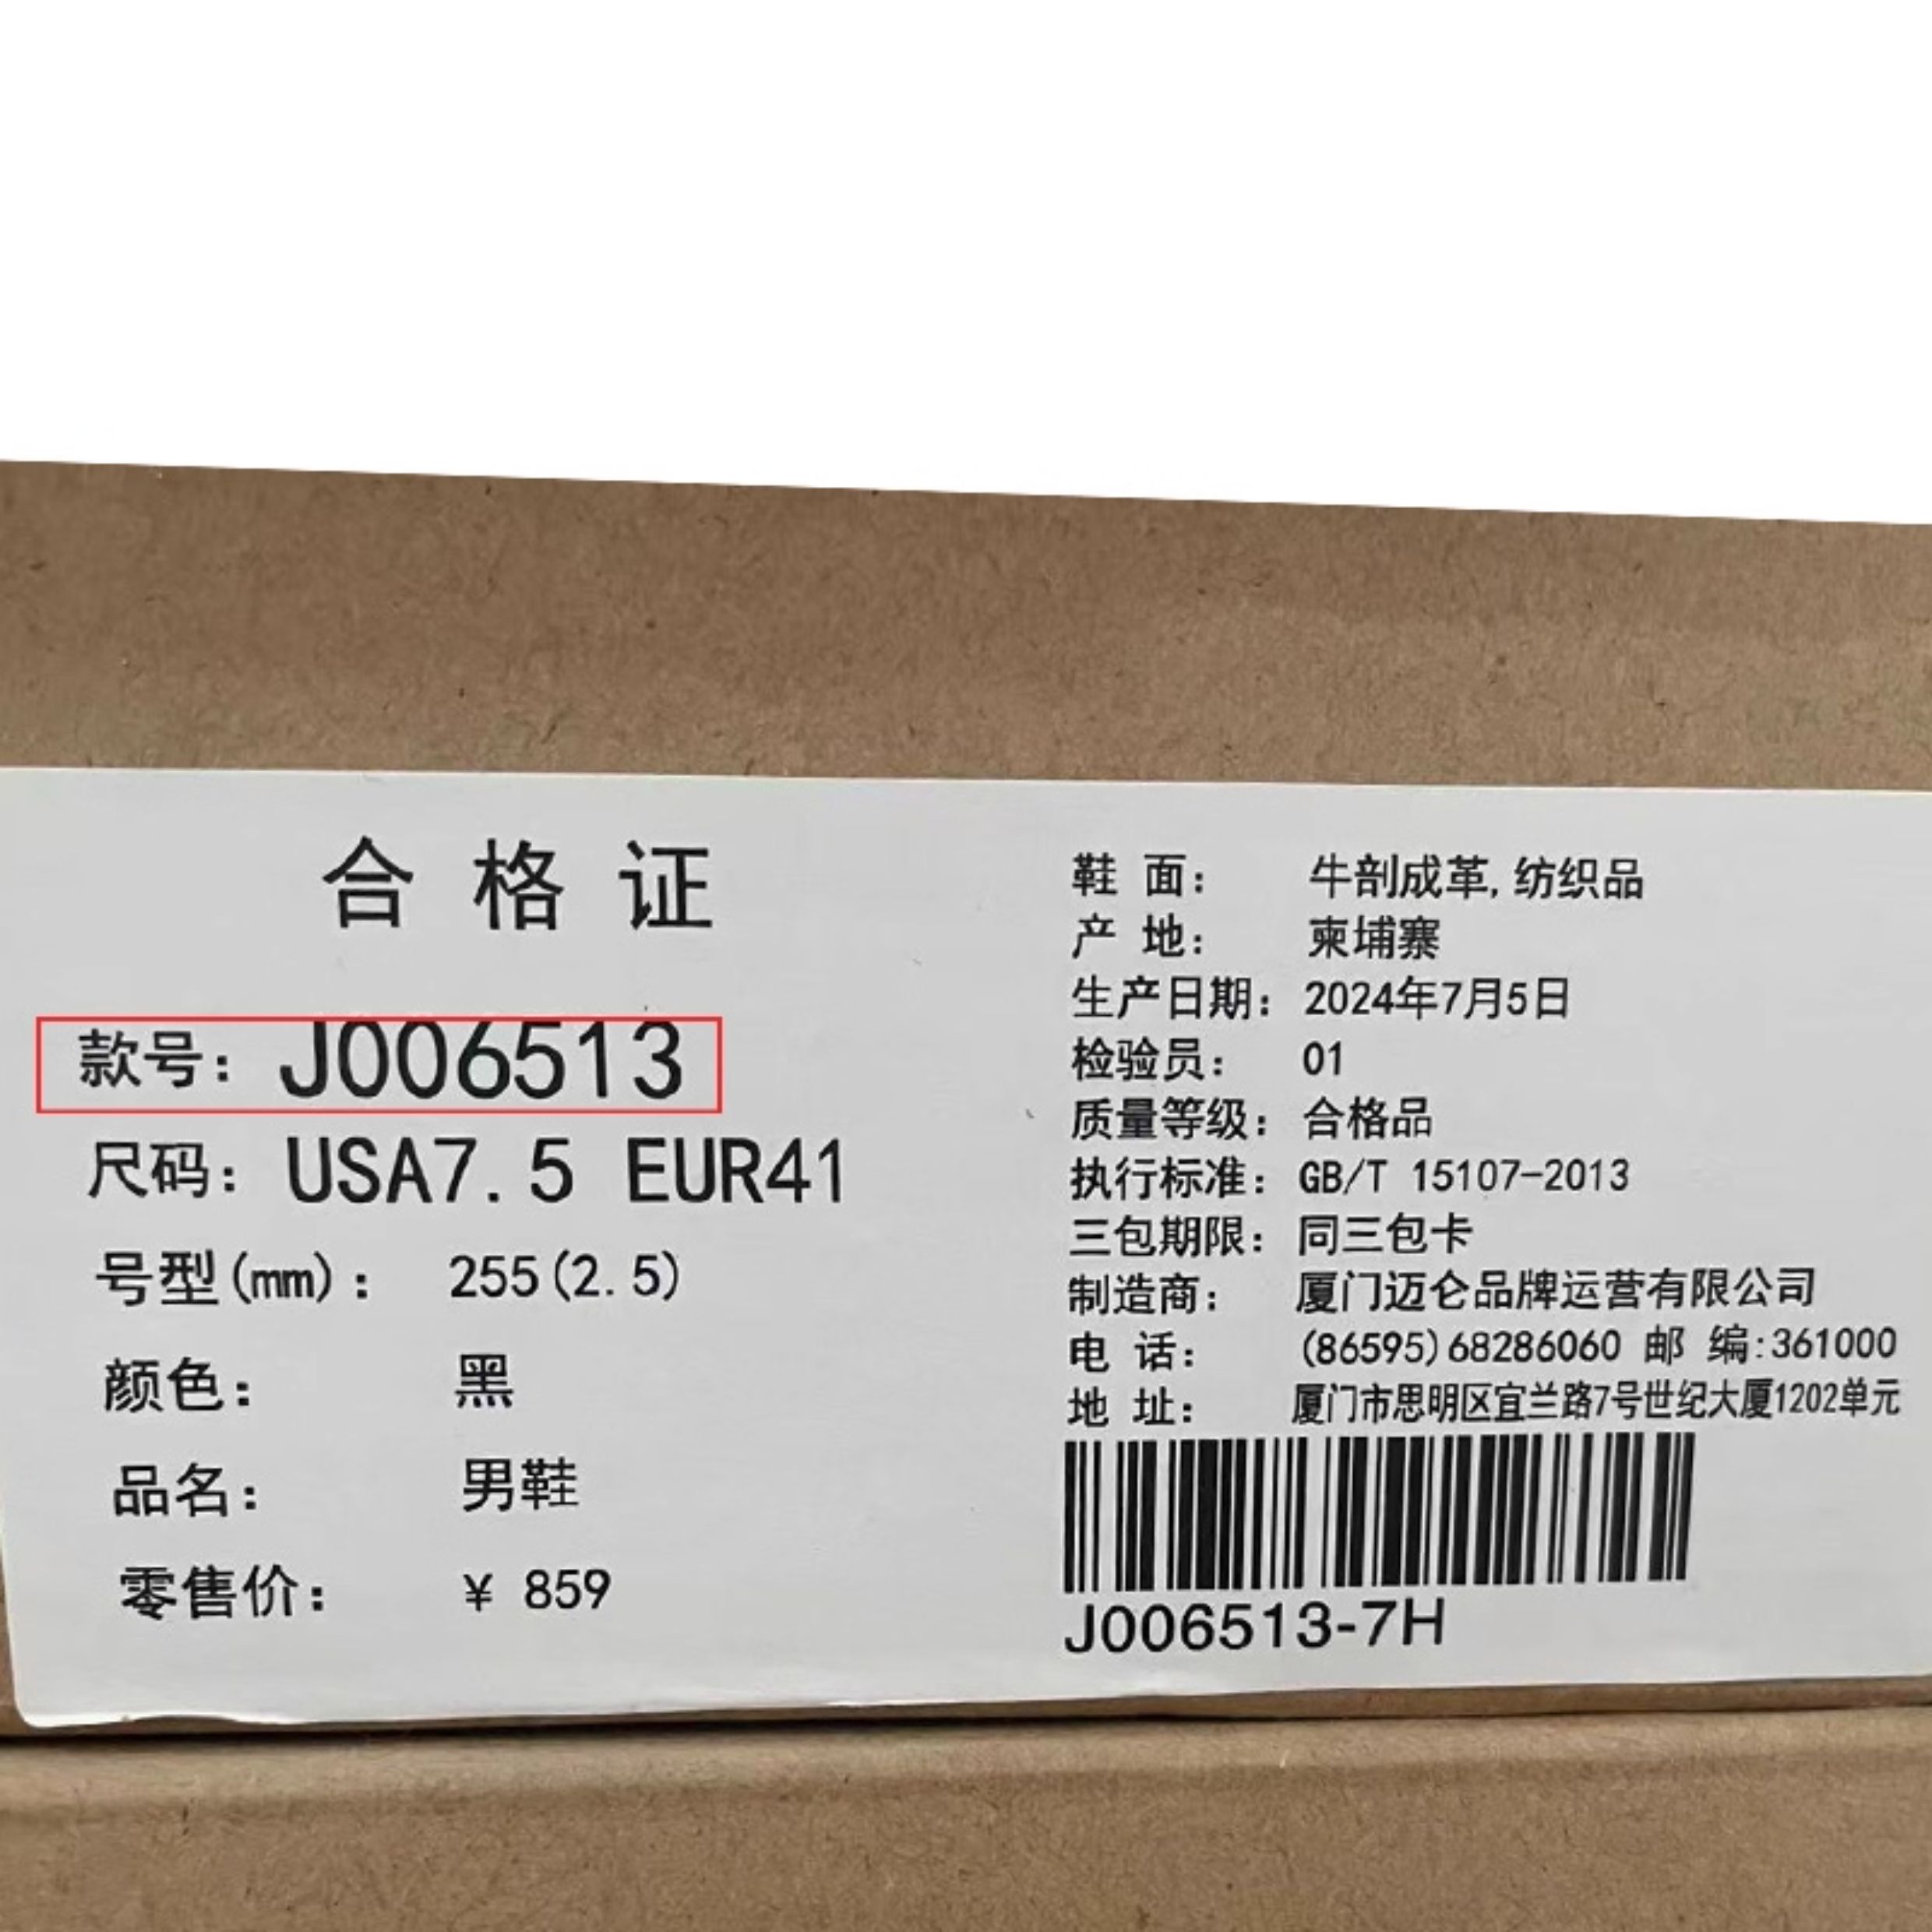 合格证
款号: J006513
尺码: USA7.5 EUR41
号型(mm): 255(2.5)
颜色: 黑
品名: 男鞋
零售价: ¥ 859
鞋 面: 牛剖成革,纺织品
产 地: 柬埔寨
生产日期: 2024年7月5日
检验员: 01
质量等级: 合格品
执行标准: GB/T 15107-2013
三包期限: 同三包卡
制造商: 厦门迈仑品牌运营有限公司
电 话: (86595)68286060 邮 编:361000
地 址: 厦门市思明区宜兰路7号世纪大厦1202单元
J006513-7H